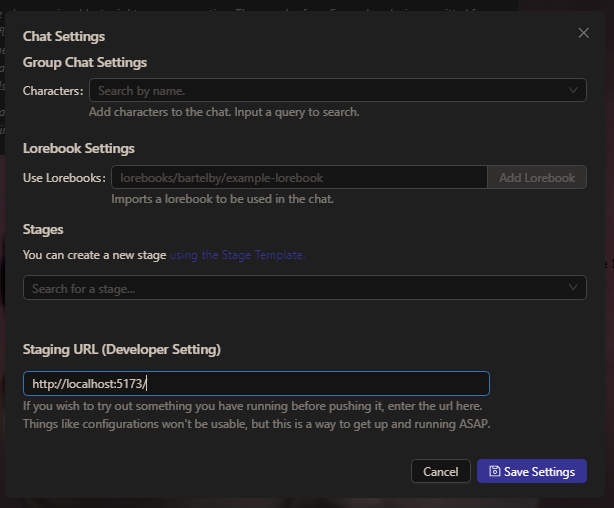 Chat Settings
Group Chat Settings
Characters: Search by name.
Add characters to the chat. Input a query to search.
Lorebook Settings
Use Lorebooks: lorebooks/bartelby/example-lorebook Add Lorebook
Imports a lorebook to be used in the chat.
Stages
You can create a new stage using the Stage Template.
Search for a stage...
Staging URL (Developer Setting)
http://localhost:5173/
If you wish to try out something you have running before pushing it, enter the url here.
Things like configurations won't be usable, but this is a way to get up and running ASAP.
Cancel Save Settings